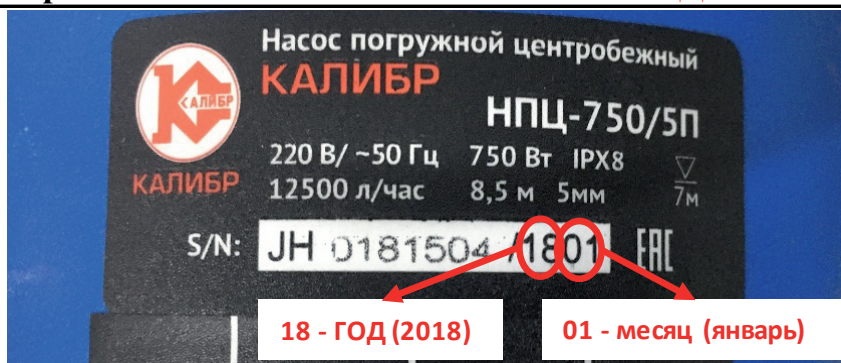 Насос погружной центробежный
КАЛИБР
КАЛИБР
НПЦ-750/5П
220 В/ ~50 Гц 750 Вт IPX8
КАЛИБР
12500 л/час 8,5 м 5мм 7м
S/N: JH 0181504 /1801 EAC
18 - ГОД (2018)
01 - месяц (январь)